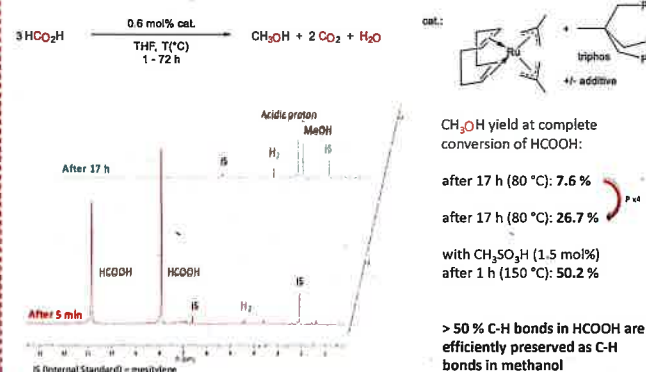 3 HCO2H
0.6 mol% cat.
THF, T(°C)
1 - 72 h
CH3OH + 2 CO2 + H2O
cat.:
Ru
+
triphos
+/- additive
Acidic proton
MeOH
H2
IS
IS
After 17 h
HCOOH
HCOOH
IS
H2
IS
After 5 min
IS (Internal Standard) = mesitylene
CH3OH yield at complete
conversion of HCOOH:
after 17 h (80 °C): 7.6 %
P x4
after 17 h (80 °C): 26.7 %
with CH3SO3H (1.5 mol%)
after 1 h (150 °C): 50.2 %
> 50 % C-H bonds in HCOOH are
efficiently preserved as C-H
bonds in methanol